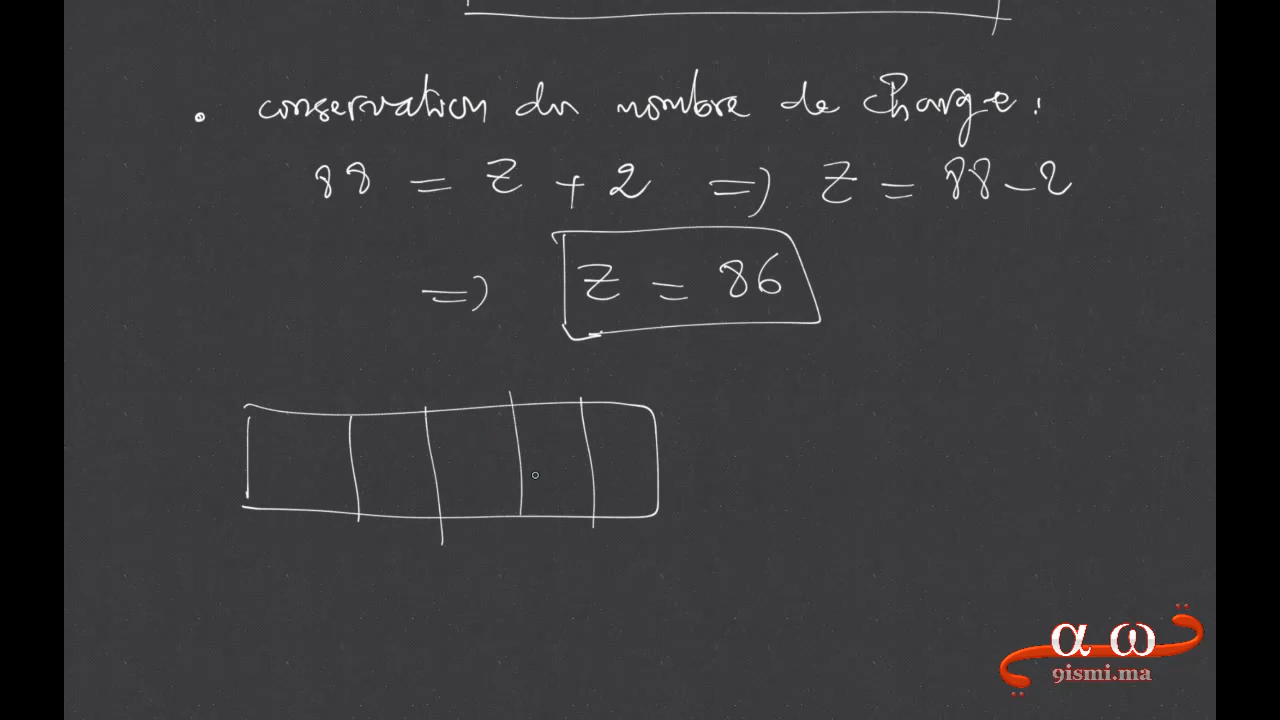 • conservation du nombre de charge :
88 = Z + 2 => Z = 88 - 2
=> Z = 86
α ω
9ismi.ma